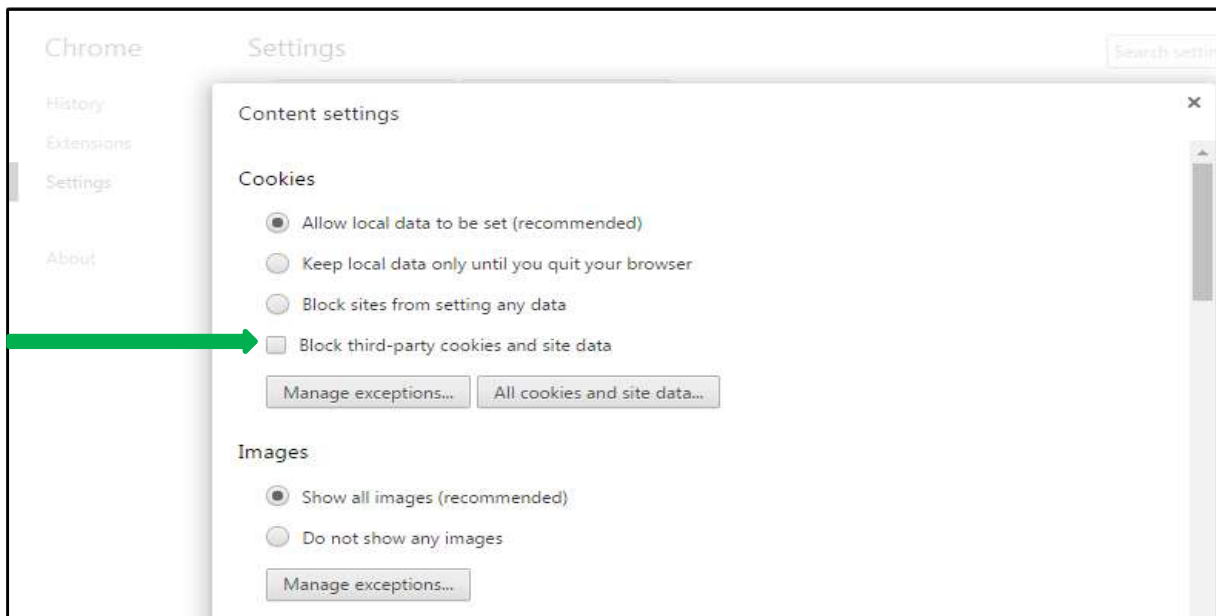 Chrome
Settings
Search settin
History
Extensions
Settings
About
Content settings
Cookies
Allow local data to be set (recommended)
Keep local data only until you quit your browser
Block sites from setting any data
Block third-party cookies and site data
Manage exceptions... All cookies and site data...
Images
Show all images (recommended)
Do not show any images
Manage exceptions...